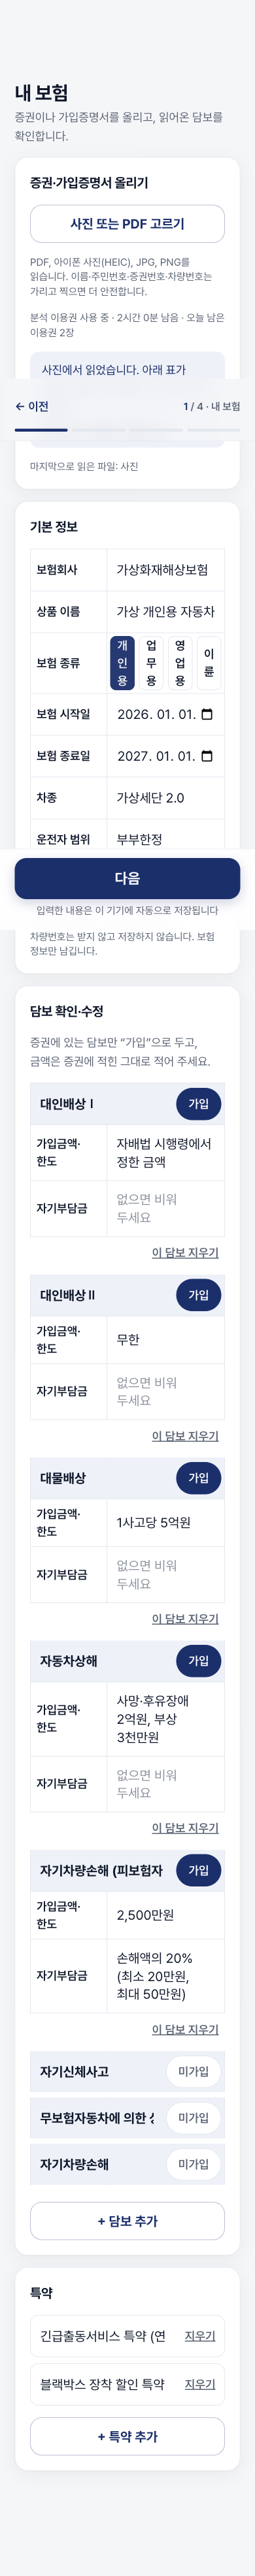 내 보험
증권이나 가입증명서를 올리고, 읽어온 담보를
확인합니다.
증권·가입증명서 올리기
사진 또는 PDF 고르기
PDF, 아이폰 사진(HEIC), JPG, PNG를
읽습니다. 이름·주민번호·증권번호·차량번호는
가리고 찍으면 더 안전합니다.
분석 이용권 사용 중 · 2시간 0분 남음 · 오늘 남은
이용권 2장
사진에서 읽었습니다. 아래 표가
← 이전
1 / 4 · 내 보험
마지막으로 읽은 파일: 사진
기본 정보
보험회사
가상화재해상보험
상품 이름
가상 개인용 자동차
보험 종류
개인용
업무용
영업용
이륜
보험 시작일
2026. 01. 01.
보험 종료일
2027. 01. 01.
차종
가상세단 2.0
운전자 범위
부부한정
다음
입력한 내용은 이 기기에 자동으로 저장됩니다
차량번호는 받지 않고 저장하지 않습니다. 보험
정보만 남깁니다.
담보 확인·수정
증권에 있는 담보만 “가입”으로 두고,
금액은 증권에 적힌 그대로 적어 주세요.
대인배상Ⅰ
가입
가입금액·
한도
자배법 시행령에서
정한 금액
자기부담금
없으면 비워
두세요
이 담보 지우기
대인배상Ⅱ
가입
가입금액·
한도
무한
자기부담금
없으면 비워
두세요
이 담보 지우기
대물배상
가입
가입금액·
한도
1사고당 5억원
자기부담금
없으면 비워
두세요
이 담보 지우기
자동차상해
가입
가입금액·
한도
사망·후유장애
2억원, 부상
3천만원
자기부담금
없으면 비워
두세요
이 담보 지우기
자기차량손해 (피보험자
가입
가입금액·
한도
2,500만원
자기부담금
손해액의 20%
(최소 20만원,
최대 50만원)
이 담보 지우기
자기신체사고
미가입
무보험자동차에 의한
미가입
자기차량손해
미가입
+ 담보 추가
특약
긴급출동서비스 특약 (연
지우기
블랙박스 장착 할인 특약
지우기
+ 특약 추가